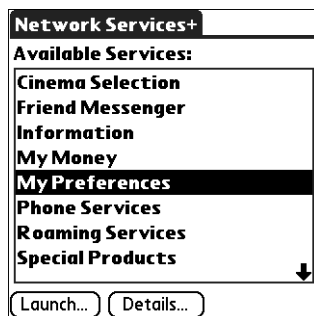 Network Services+
Available Services:
Cinema Selection
Friend Messenger
Information
My Money
My Preferences
Phone Services
Roaming Services
Special Products
Launch... Details...